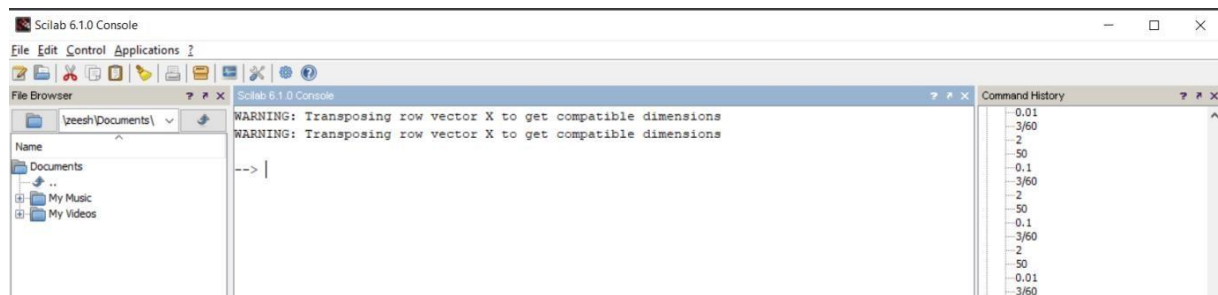 Scilab 6.1.0 Console
File Edit Control Applications ?
File Browser
\zeesh\Documents\
Name
Documents
..
My Music
My Videos
Scilab 6.1.0 Console
WARNING: Transposing row vector X to get compatible dimensions
WARNING: Transposing row vector X to get compatible dimensions
-->
Command History
0.01
3/60
2
50
0.1
3/60
2
50
0.1
3/60
2
50
0.01
3/60